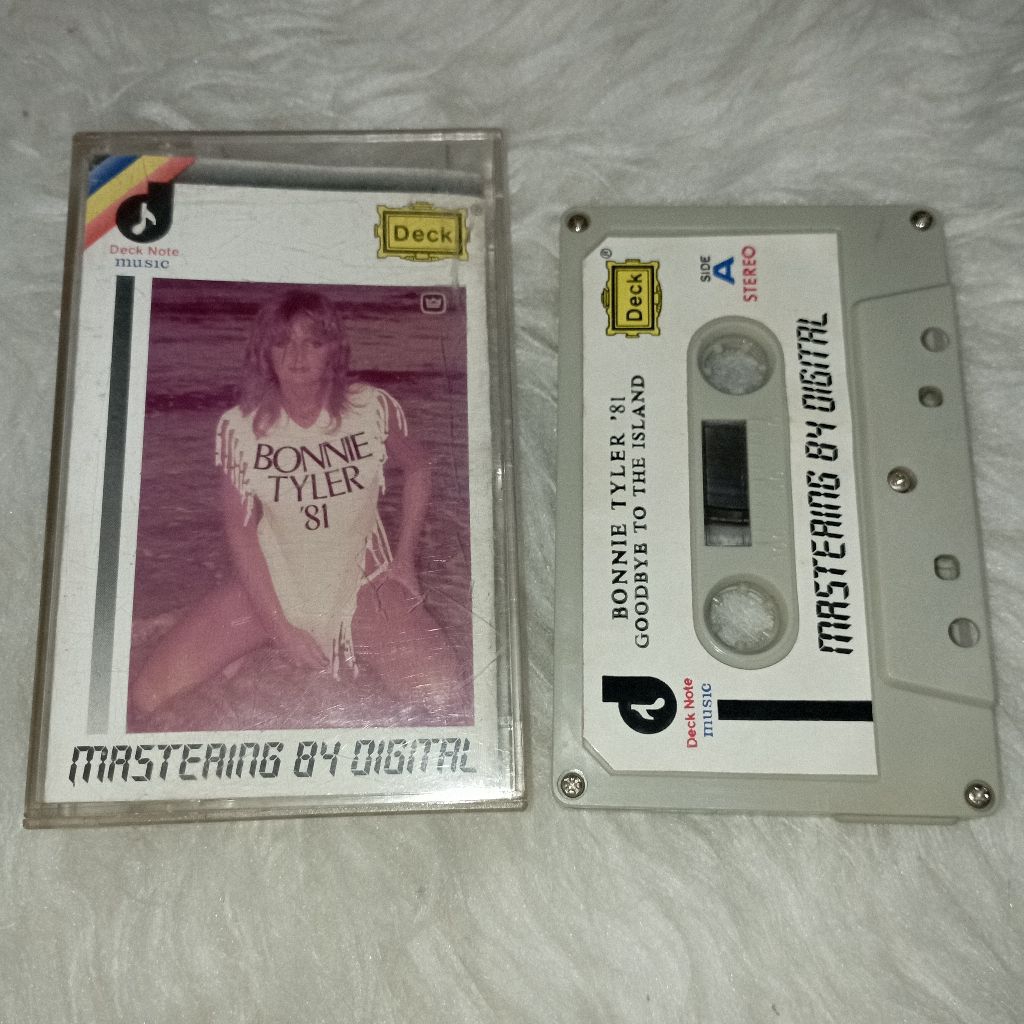 Deck Note
music
Deck
BONNIE
TYLER
'81
MASTERING BY DIGITAL
Deck
®
SIDE
A
STEREO
BONNIE TYLER '81
GOODBYE TO THE ISLAND
MASTERING BY DIGITAL
Deck Note
music